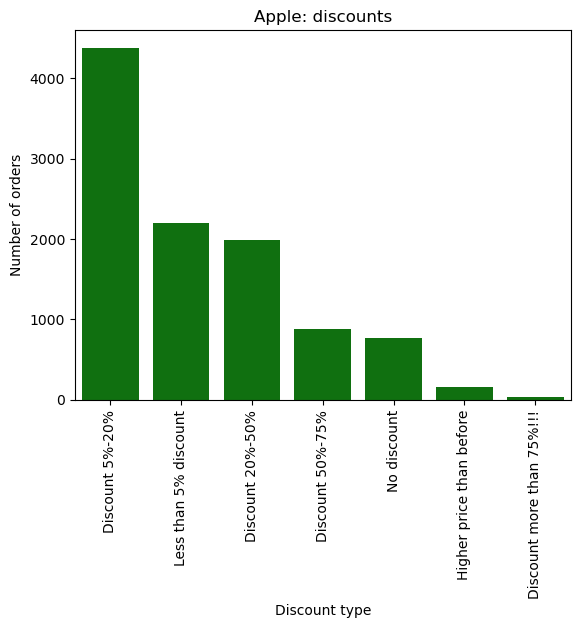 Apple: discounts
Number of orders
4000
3000
2000
1000
0
Discount 5%-20%
Less than 5% discount
Discount 20%-50%
Discount 50%-75%
No discount
Higher price than before
Discount more than 75%!!!
Discount type